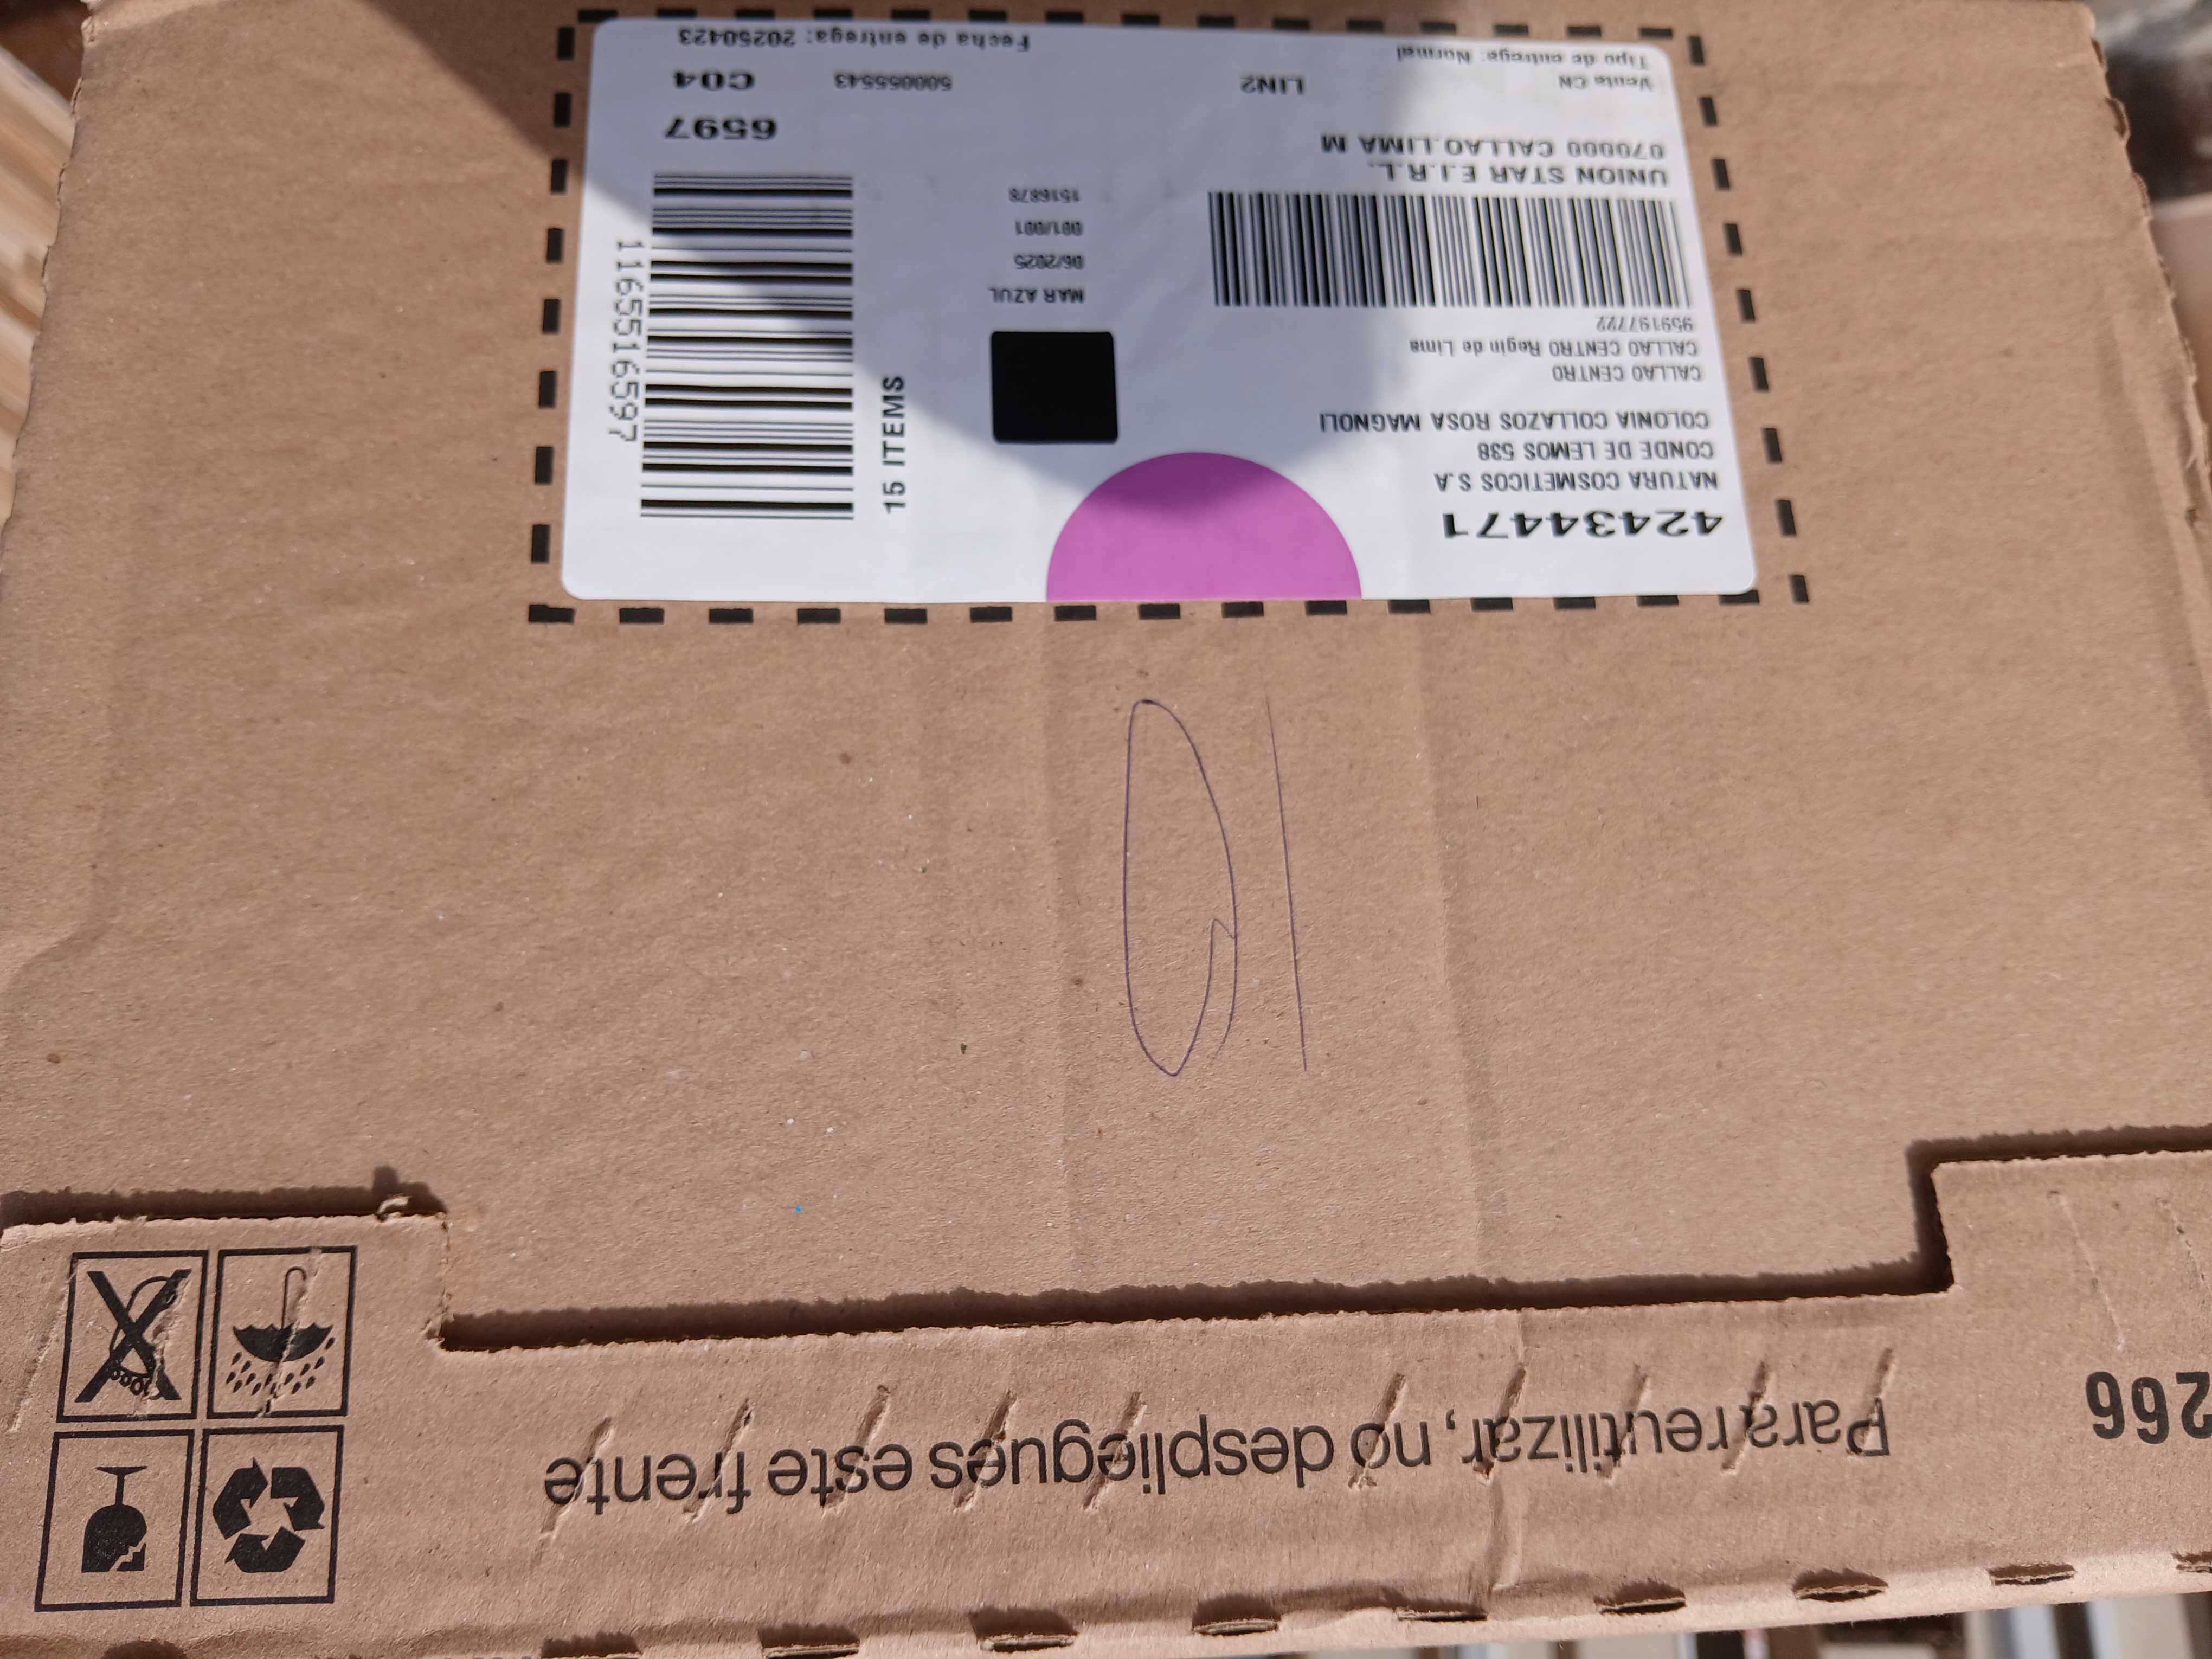 42434471
NATURA COSMETICOS S.A
CONDE DE LEMOS 538
COLONIA COLLAZOS ROSA MAGNOLI
CALLAO CENTRO
CALLAO CENTRO Regin de Lima
959197722
UNION STAR E.I.R.L.
070000 CALLAO.LIMA M
Venta CN
LIN2
Tipo de entrega: Normal
MAR AZUL
06/2025
001/001
1516878
500055543
Fecha de entrega: 20250423
15 ITEMS
1165516597
6597
C04
Para reutilizar, no despliegues este frente
266